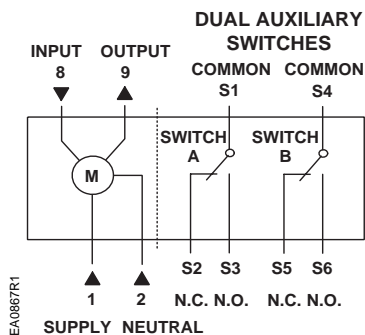 DUAL AUXILIARY
SWITCHES
INPUT OUTPUT
8 9
COMMON COMMON
S1 S4
SWITCH
A
SWITCH
B
M
S2 S3 S5 S6
1 2
N.C. N.O. N.C. N.O.
SUPPLY NEUTRAL
EA0867R1